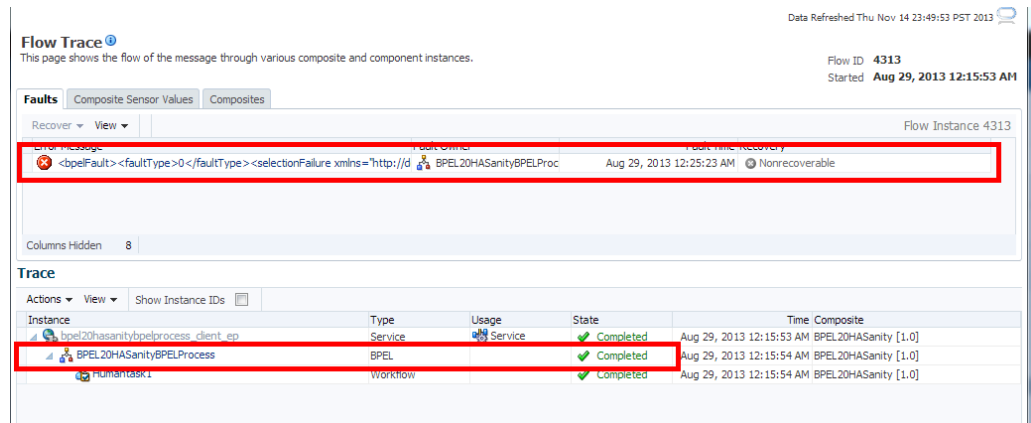 Data Refreshed Thu Nov 14 23:49:53 PST 2013
Flow Trace
This page shows the flow of the message through various composite and component instances.
Flow ID 4313
Started Aug 29, 2013 12:15:53 AM
Faults Composite Sensor Values Composites
Recover View Flow Instance 4313
Error Message Fault Owner Fault Time Recovery
<bpelFault><faultType>0</faultType><selectionFailure xmlns="http://d BPEL20HASanityBPELProc Aug 29, 2013 12:25:23 AM Nonrecoverable
Columns Hidden 8
Trace
Actions View Show Instance IDs
Instance Type Usage State Time Composite
bpel20hasanitybpelprocess_client_ep Service Service Completed Aug 29, 2013 12:15:53 AM BPEL20HASanity [1.0]
BPEL20HASanityBPELProcess BPEL Completed Aug 29, 2013 12:15:54 AM BPEL20HASanity [1.0]
Humantask1 Workflow Completed Aug 29, 2013 12:15:54 AM BPEL20HASanity [1.0]